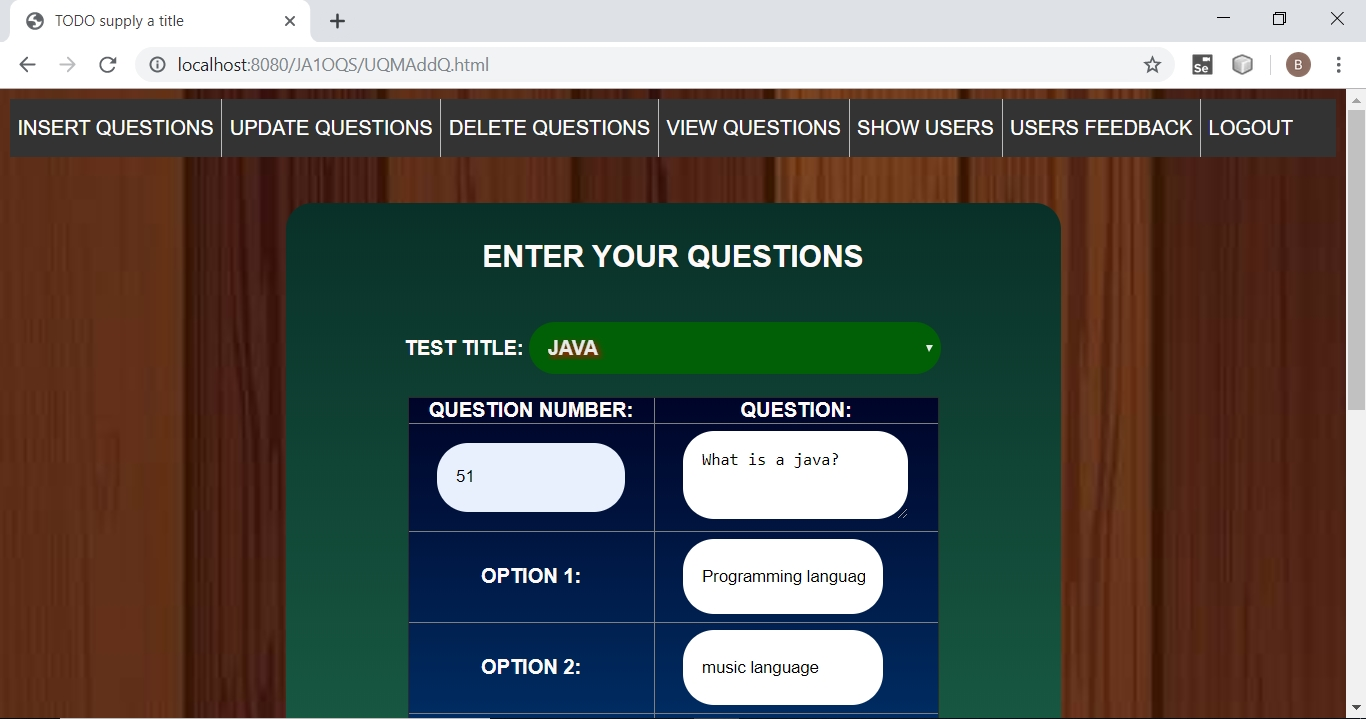 TODO supply a title
localhost:8080/JA1OQS/UQMAddQ.html
Se
B
INSERT QUESTIONS UPDATE QUESTIONS DELETE QUESTIONS VIEW QUESTIONS SHOW USERS USERS FEEDBACK LOGOUT
ENTER YOUR QUESTIONS
TEST TITLE: JAVA
QUESTION NUMBER: QUESTION:
51 What is a java?
OPTION 1: Programming languag
OPTION 2: music language